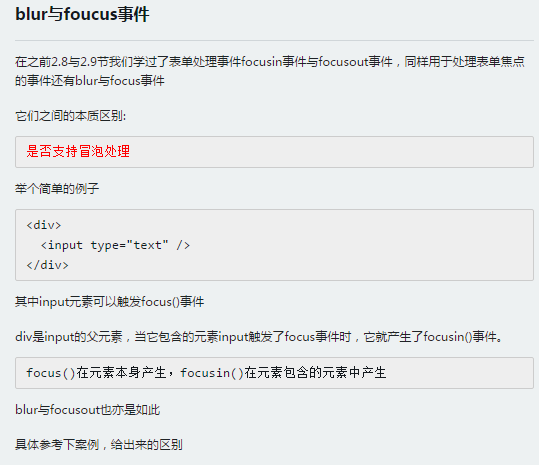 blur与foucus事件
在之前2.8与2.9节我们学过了表单处理事件focusin事件与focusout事件，同样用于处理表单焦点
的事件还有blur与focus事件
它们之间的本质区别:
是否支持冒泡处理
举个简单的例子
<div>
  <input type="text" />
</div>
其中input元素可以触发focus()事件
div是input的父元素，当它包含的元素input触发了focus事件时，它就产生了focusin()事件。
focus()在元素本身产生，focusin()在元素包含的元素中产生
blur与focusout也亦是如此
具体参考下案例，给出来的区别